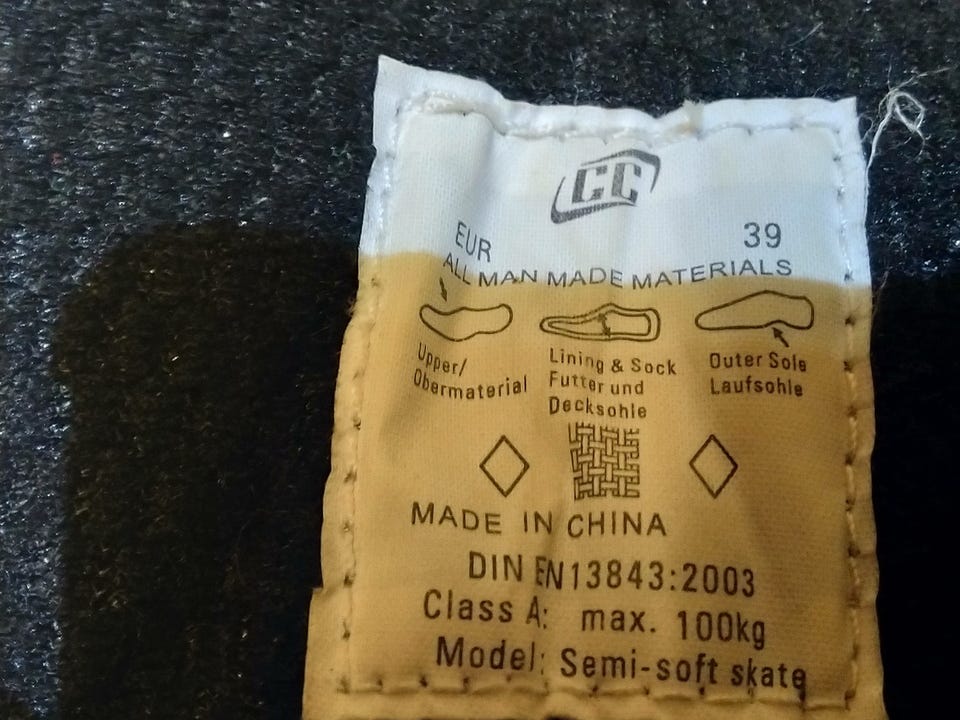 CC
EUR 39
ALL MAN MADE MATERIALS
Upper/
Obermaterial
Lining & Sock
Futter und
Decksohle
Outer Sole
Laufsohle
MADE IN CHINA
DIN EN13843:2003
Class A: max. 100kg
Model: Semi-soft skate